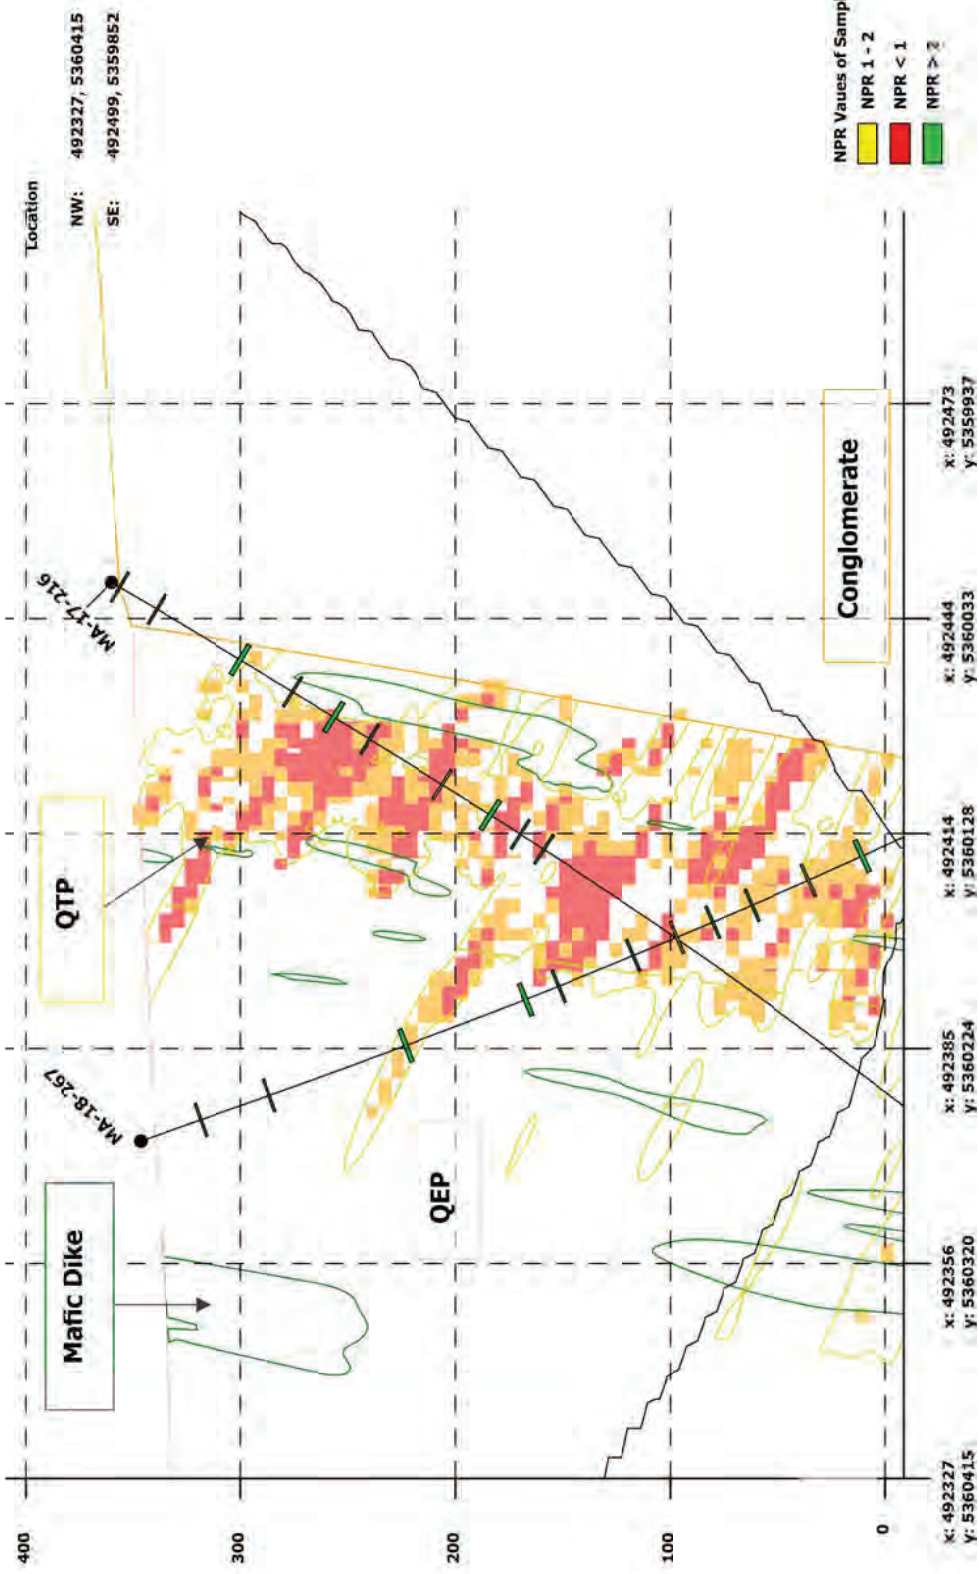 Location
NW: 492327, 5360415
SE: 492499, 5359852
400
300
200
100
0
MA-18-267
MA-17-216
Mafic Dike
QTP
QEP
Conglomerate
x: 492327
y: 5360415
x: 492356
y: 5360320
x: 492385
y: 5360224
x: 492414
y: 5360128
x: 492444
y: 5360033
x: 492473
y: 5359937
NPR Vaues of Samp
NPR 1 - 2
NPR < 1
NPR > 2